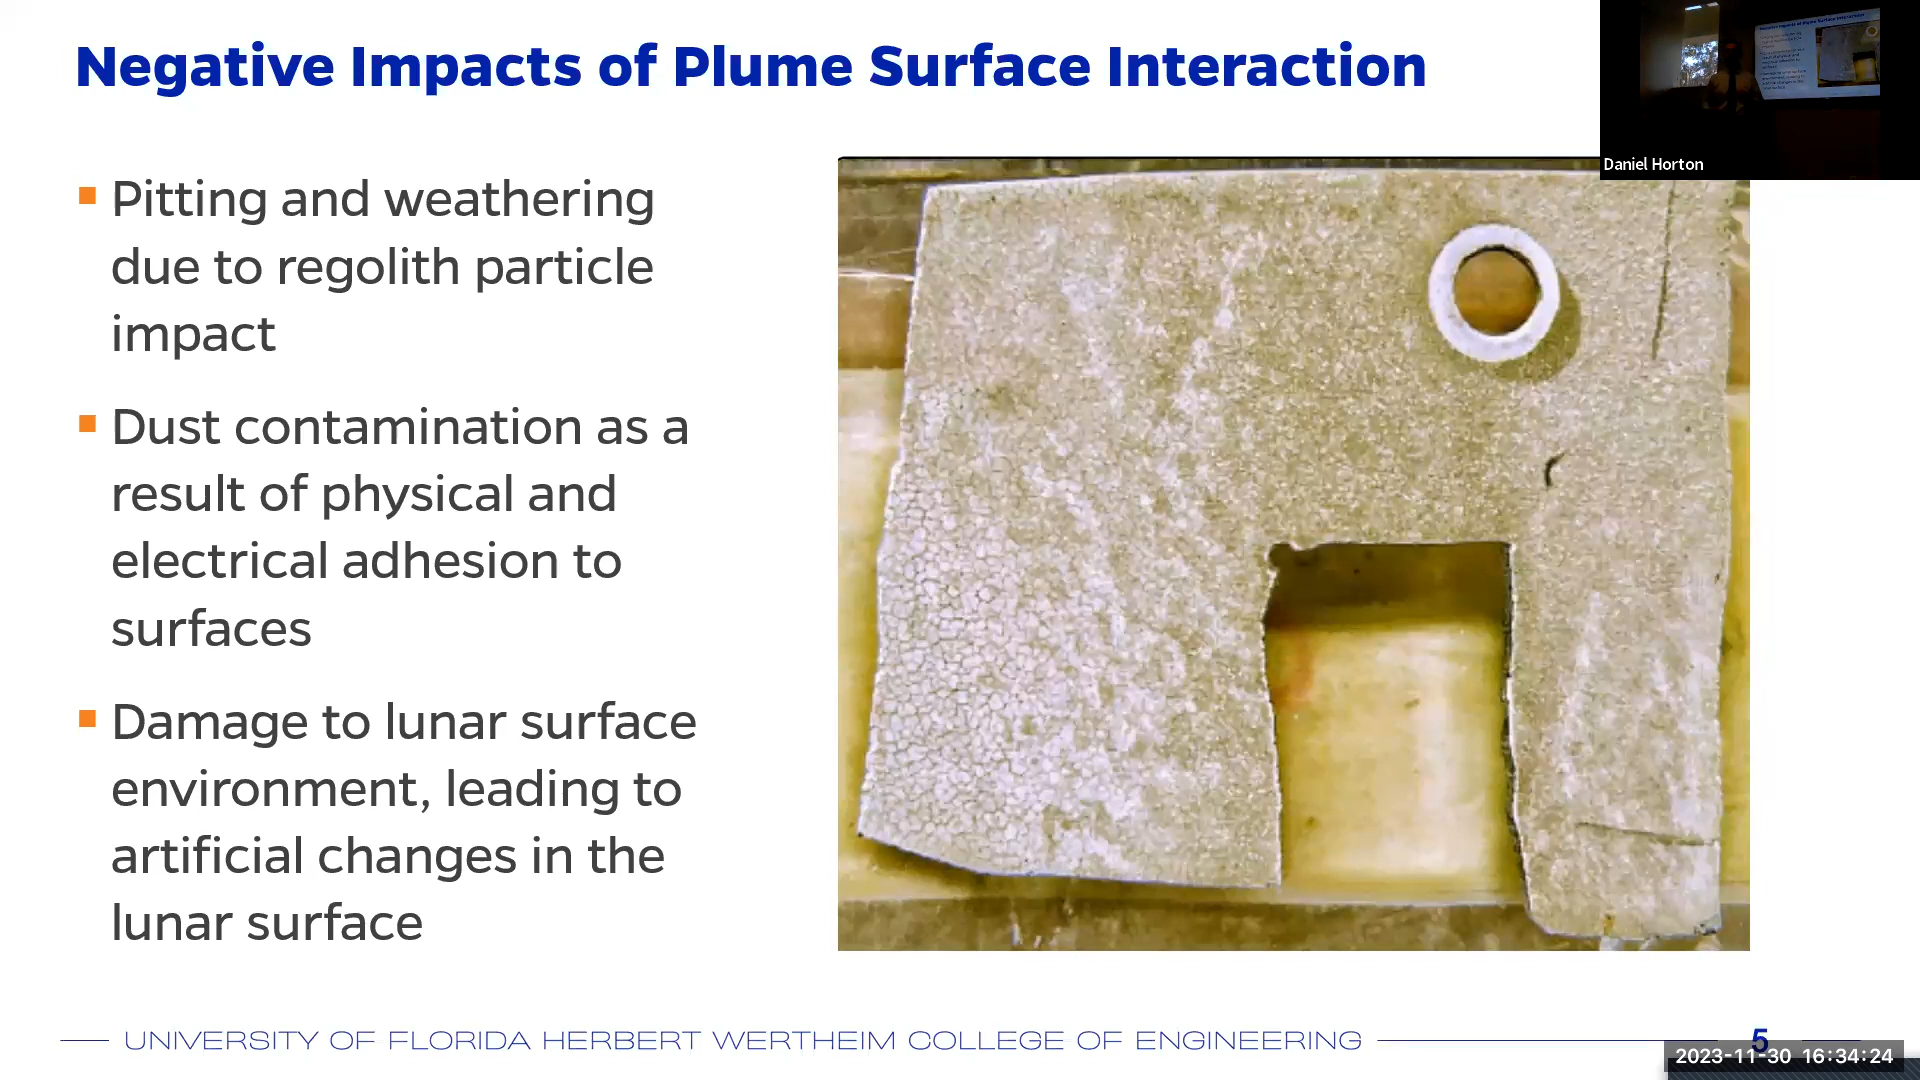 Negative Impacts of Plume Surface Interaction
Daniel Horton
Pitting and weathering
due to regolith particle
impact
Dust contamination as a
result of physical and
electrical adhesion to
surfaces
Damage to lunar surface
environment, leading to
artificial changes in the
lunar surface
UNIVERSITY OF FLORIDA HERBERT WERTHEIM COLLEGE OF ENGINEERING
5
2023-11-30 16:34:24